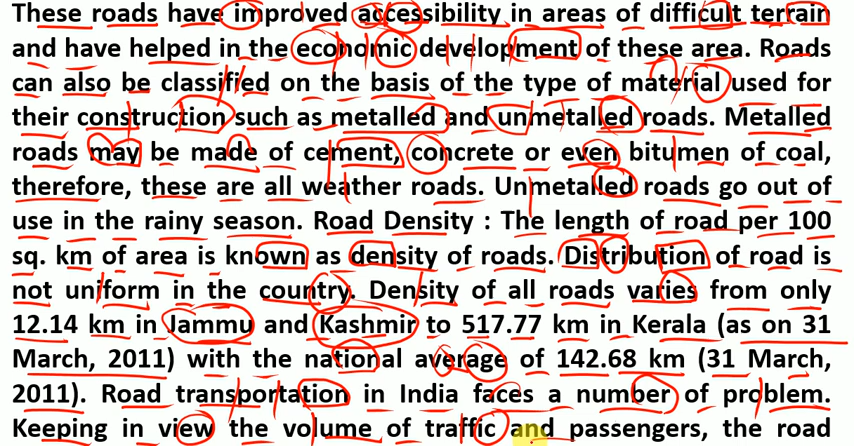 These roads have improved accessibility in areas of difficult terrain
and have helped in the economic development of these area. Roads
can also be classified on the basis of the type of material used for
their construction such as metalled and unmetalled roads. Metalled
roads may be made of cement, concrete or even bitumen of coal,
therefore, these are all weather roads. Unmetalled roads go out of
use in the rainy season. Road Density : The length of road per 100
sq. km of area is known as density of roads. Distribution of road is
not uniform in the country. Density of all roads varies from only
12.14 km in Jammu and Kashmir to 517.77 km in Kerala (as on 31
March, 2011) with the national average of 142.68 km (31 March,
2011). Road transportation in India faces a number of problem.
Keeping in view the volume of traffic and passengers, the road